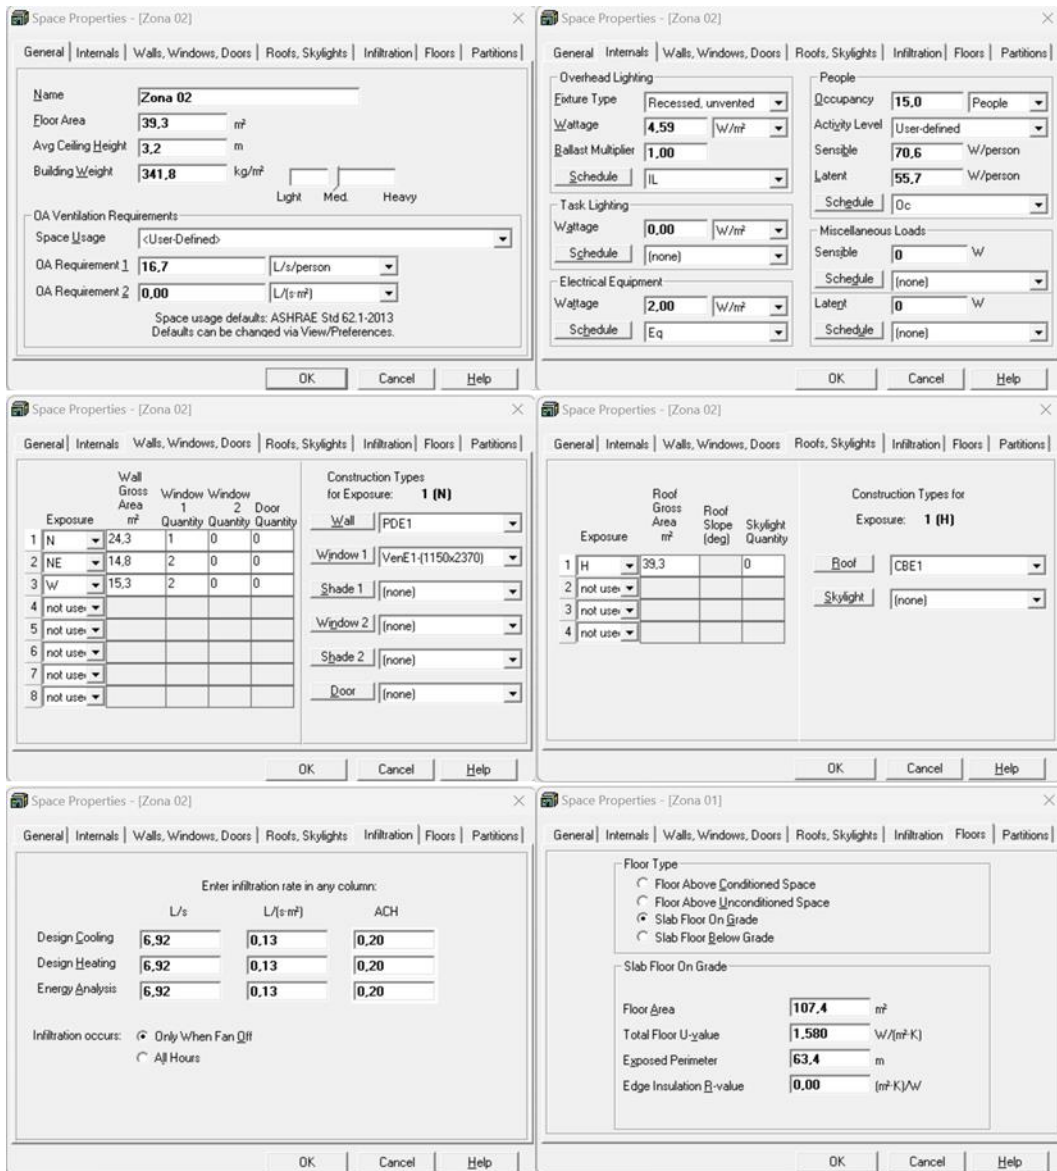 Space Properties - [Zona 02]
General Internals Walls, Windows, Doors Roofs, Skylights Infiltration Floors Partitions
Name Zona 02
Floor Area 39,3 m²
Avg Ceiling Height 3,2 m
Building Weight 341,8 kg/m²
Light Med. Heavy
OA Ventilation Requirements
Space Usage <User-Defined>
OA Requirement 1 16,7 L/s/person
OA Requirement 2 0,00 L/(s·m²)
Space usage defaults: ASHRAE Std 62.1-2013
Defaults can be changed via View/Preferences.
OK Cancel Help
Space Properties - [Zona 02]
General Internals Walls, Windows, Doors Roofs, Skylights Infiltration Floors Partitions
Overhead Lighting
Fixture Type Recessed, unvented
Wattage 4,59 W/m²
Ballast Multiplier 1,00
Schedule IL
Task Lighting
Wattage 0,00 W/m²
Schedule (none)
Electrical Equipment
Wattage 2,00 W/m²
Schedule Eq
People
Occupancy 15,0 People
Activity Level User-defined
Sensible 70,6 W/person
Latent 55,7 W/person
Schedule Oc
Miscellaneous Loads
Sensible 0 W
Schedule (none)
Latent 0 W
Schedule (none)
OK Cancel Help
Space Properties - [Zona 02]
General Internals Walls, Windows, Doors Roofs, Skylights Infiltration Floors Partitions
Wall
Gross
Area
m²
Window
1
Quantity
Window
2
Quantity
Door
Quantity
Exposure
1 N 24,3 1 0 0
2 NE 14,8 2 0 0
3 W 15,3 2 0 0
4 not use
5 not use
6 not use
7 not use
8 not use
Construction Types
for Exposure: 1 (N)
Wall PDE1
Window 1 VenE1-(1150x2370)
Shade 1 (none)
Window 2 (none)
Shade 2 (none)
Door (none)
OK Cancel Help
Space Properties - [Zona 02]
General Internals Walls, Windows, Doors Roofs, Skylights Infiltration Floors Partitions
Roof
Gross
Area
m²
Roof
Slope
(deg)
Skylight
Quantity
Exposure
1 H 39,3 0
2 not use
3 not use
4 not use
Construction Types for
Exposure: 1 (H)
Roof CBE1
Skylight (none)
OK Cancel Help
Space Properties - [Zona 02]
General Internals Walls, Windows, Doors Roofs, Skylights Infiltration Floors Partitions
Enter infiltration rate in any column:
L/s L/(s·m²) ACH
Design Cooling 6,92 0,13 0,20
Design Heating 6,92 0,13 0,20
Energy Analysis 6,92 0,13 0,20
Infiltration occurs: Only When Fan Off
All Hours
OK Cancel Help
Space Properties - [Zona 01]
General Internals Walls, Windows, Doors Roofs, Skylights Infiltration Floors Partitions
Floor Type
Floor Above Conditioned Space
Floor Above Unconditioned Space
Slab Floor On Grade
Slab Floor Below Grade
Slab Floor On Grade
Floor Area 107,4 m²
Total Floor U-value 1,580 W/(m²·K)
Exposed Perimeter 63,4 m
Edge Insulation R-value 0,00 (m²·K)/W
OK Cancel Help